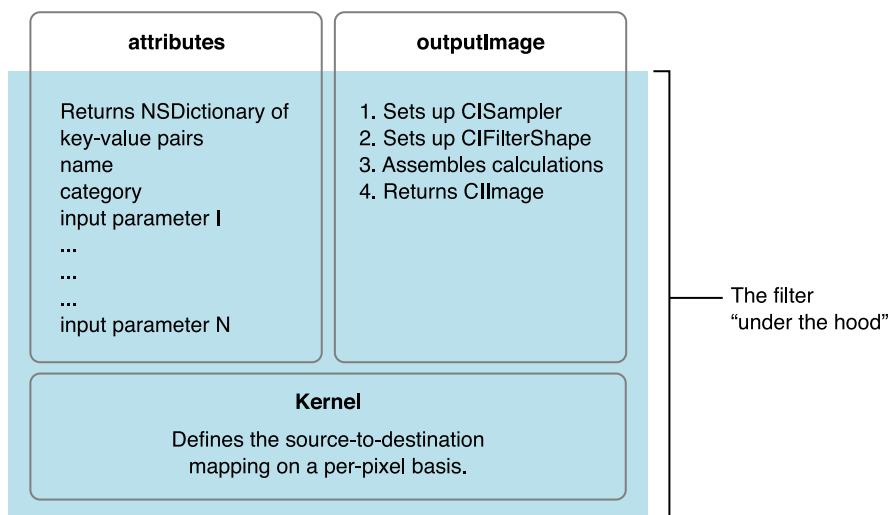 attributes
Returns NSDictionary of
key-value pairs
name
category
input parameter I
...
...
...
input parameter N
outputImage
1. Sets up CISampler
2. Sets up CIFilterShape
3. Assembles calculations
4. Returns CIImage
Kernel
Defines the source-to-destination
mapping on a per-pixel basis.
The filter
“under the hood”